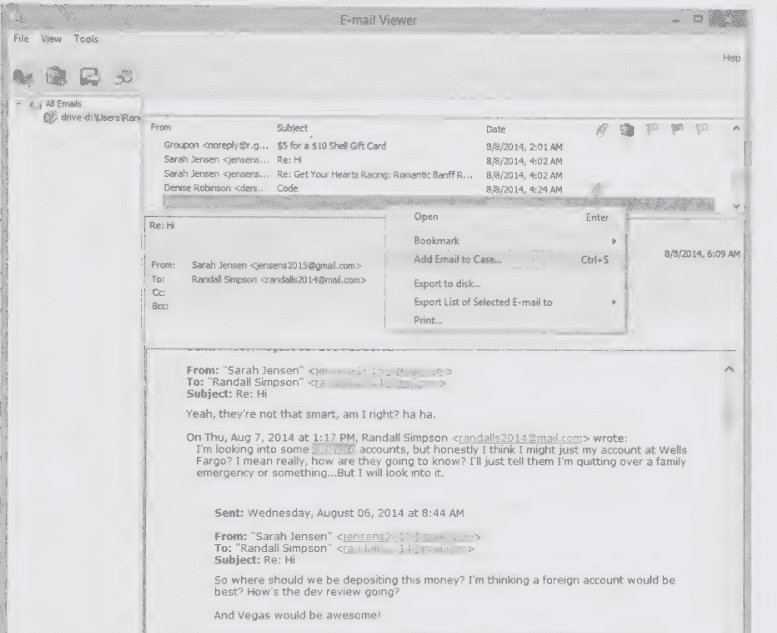 E-mail Viewer
File View Tools
Help
All Emails
drive-d:\Users\Ran
From Subject Date
Groupon <noreply@r.g... $5 for a $10 Shell Gift Card 8/8/2014, 2:01 AM
Sarah Jensen <jensens... Re: Hi 8/8/2014, 4:02 AM
Sarah Jensen <jensens... Re: Get Your Hearts Racing: Romantic Banff R... 8/8/2014, 4:02 AM
Denise Robinson <deni... Code 8/8/2014, 4:24 AM
Re: Hi
8/8/2014, 6:09 AM
From: Sarah Jensen <jensens2015@gmail.com>
To: Randall Simpson <randalls2014@mail.com>
Cc:
Bcc:
Open Enter
Bookmark
Add Email to Case... Ctrl+S
Export to disk...
Export List of Selected E-mail to
Print...
From: "Sarah Jensen"
To: "Randall Simpson"
Subject: Re: Hi
Yeah, they're not that smart, am I right? ha ha.
On Thu, Aug 7, 2014 at 1:17 PM, Randall Simpson <randalls2014@mail.com> wrote:
I'm looking into some accounts, but honestly I think I might just my account at Wells
Fargo? I mean really, how are they going to know? I'll just tell them I'm quitting over a family
emergency or something...But I will look into it.
Sent: Wednesday, August 06, 2014 at 8:44 AM
From: "Sarah Jensen"
To: "Randall Simpson"
Subject: Re: Hi
So where should we be depositing this money? I'm thinking a foreign account would be
best? How's the dev review going?
And Vegas would be awesome!